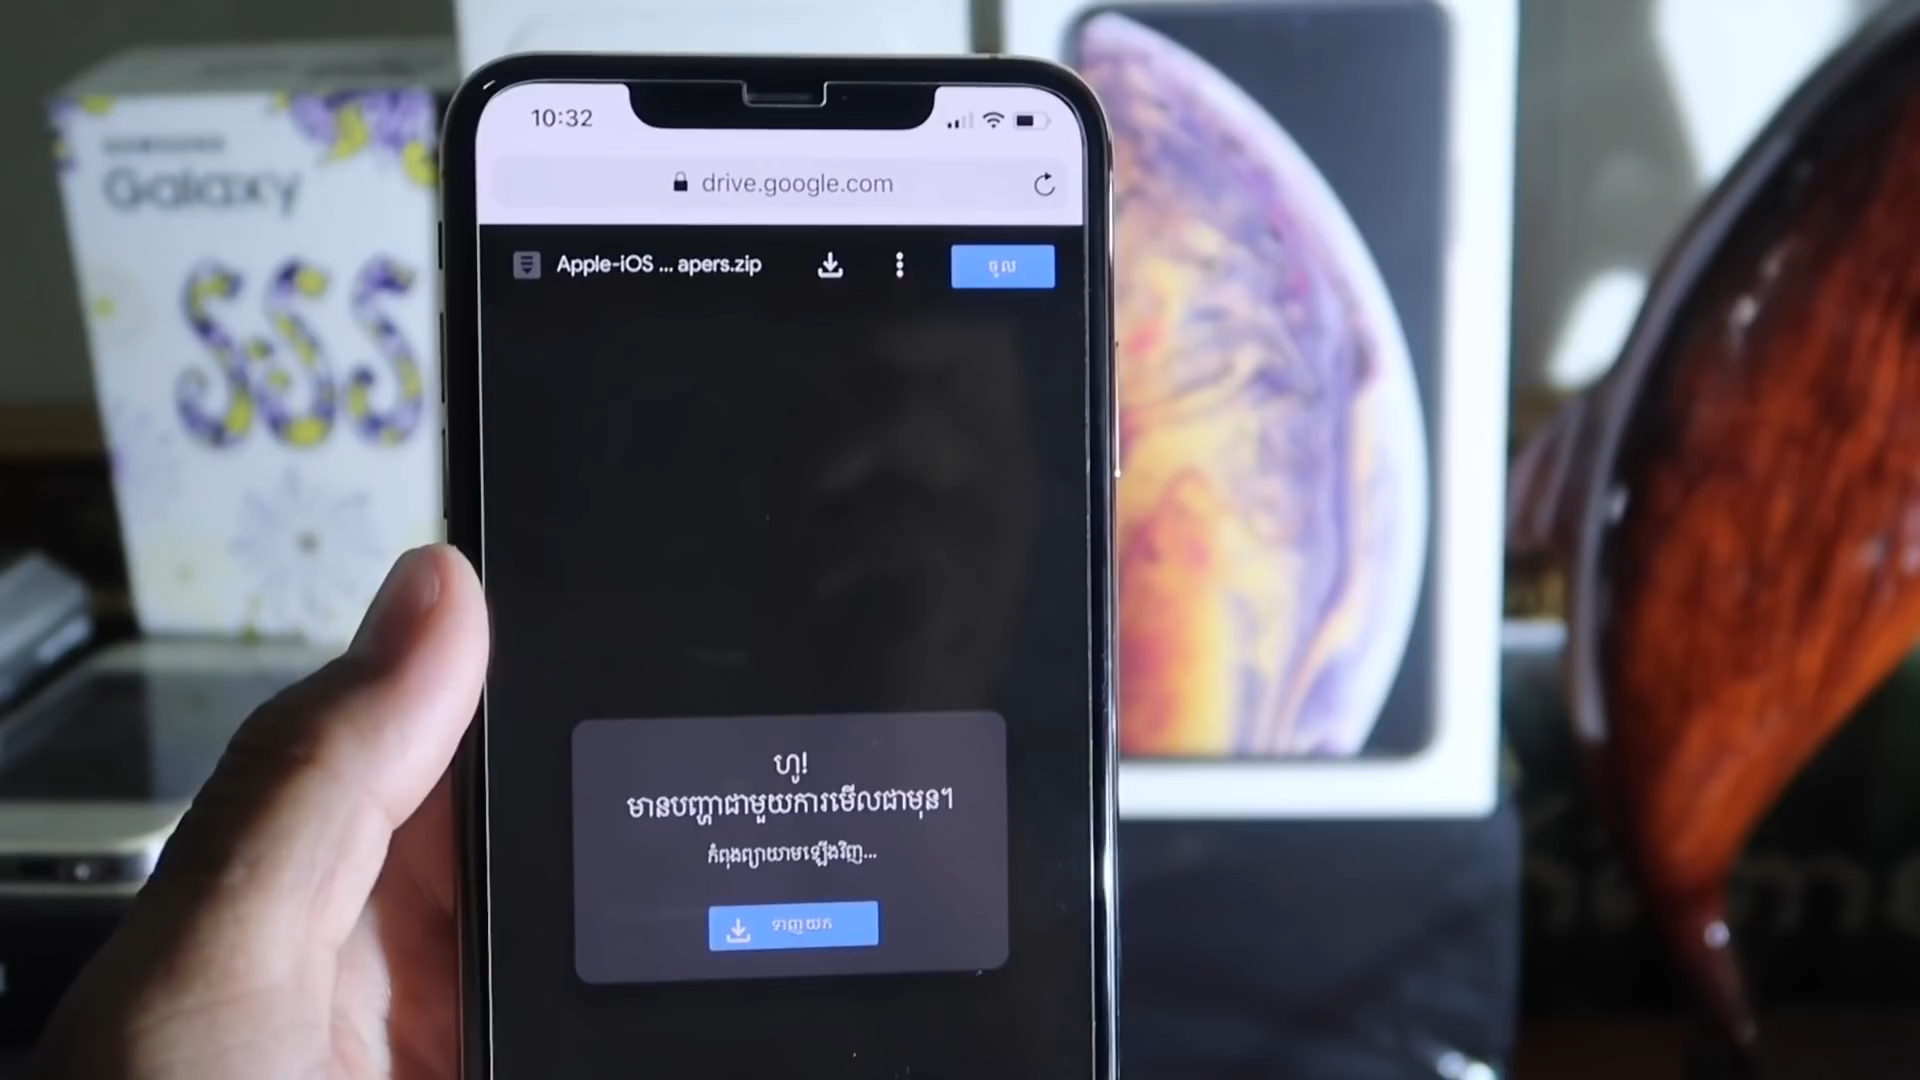 SAMSUNG
Galaxy
SSS
10:32
drive.google.com
Apple-iOS ... apers.zip
ចូល
ហូ!
មានបញ្ហាជាមួយការមើលជាមុន។
កំពុងព្យាយាមឡើងវិញ...
ទាញយក